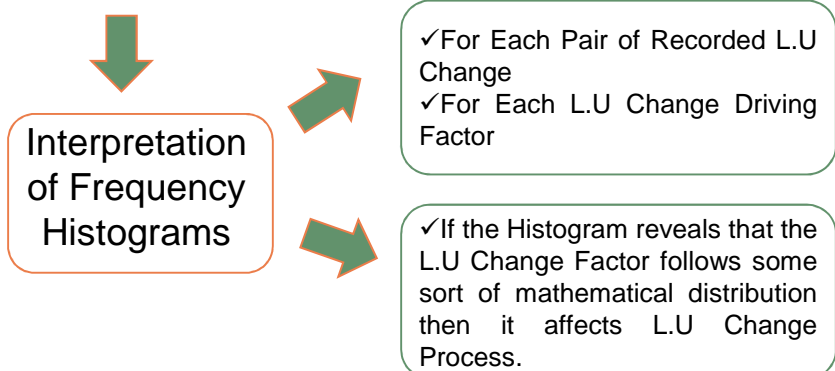 Interpretation
of Frequency
Histograms
✓For Each Pair of Recorded L.U
Change
✓For Each L.U Change Driving
Factor
✓If the Histogram reveals that the
L.U Change Factor follows some
sort of mathematical distribution
then it affects L.U Change
Process.